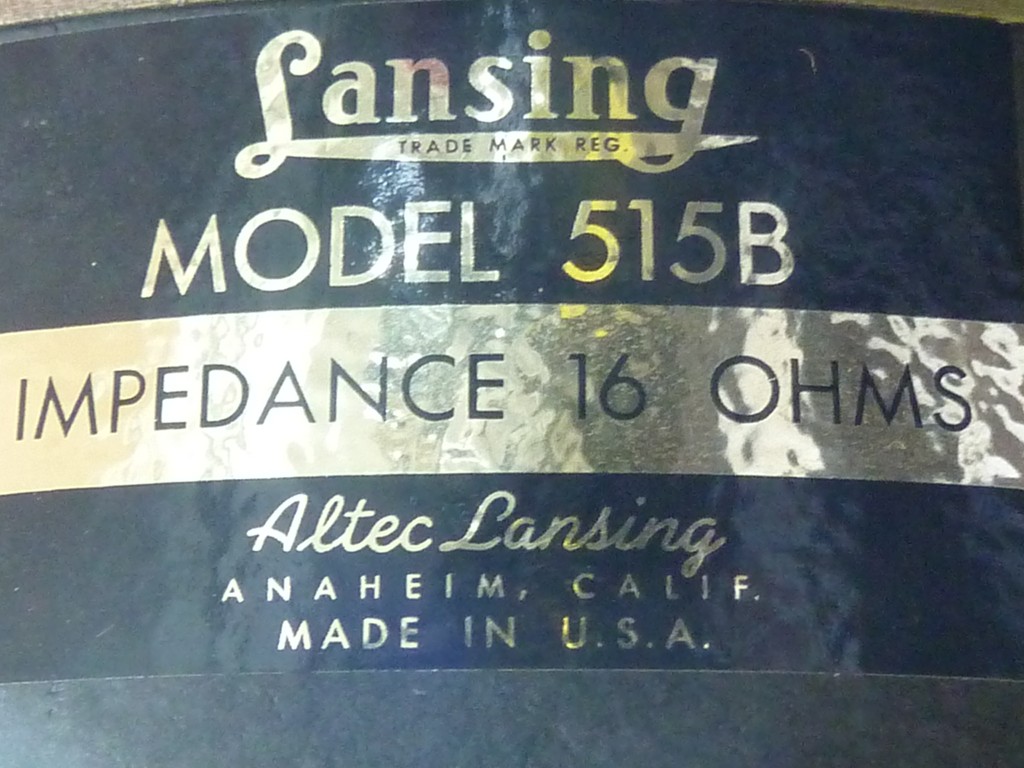 Lansing
TRADE MARK REG.
MODEL 515B
IMPEDANCE 16 OHMS
Altec Lansing
ANAHEIM, CALIF.
MADE IN U.S.A.